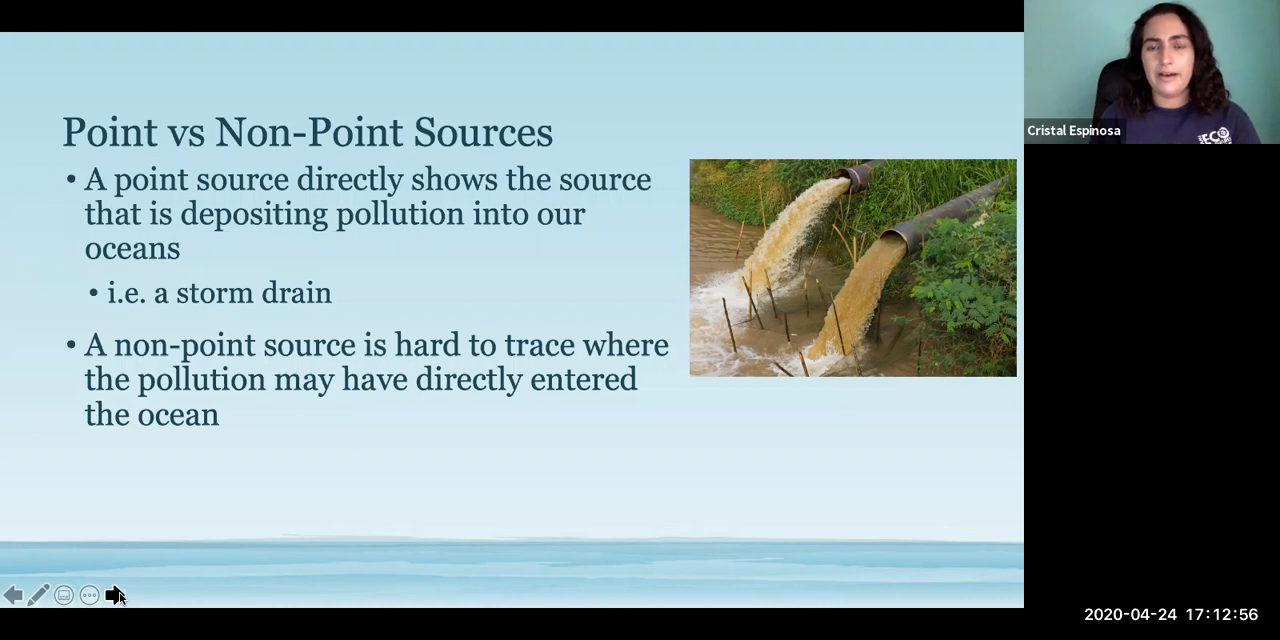 Point vs Non-Point Sources
• A point source directly shows the source
that is depositing pollution into our
oceans
• i.e. a storm drain
• A non-point source is hard to trace where
the pollution may have directly entered
the ocean
Cristal Espinosa
ECO
2020-04-24 17:12:56